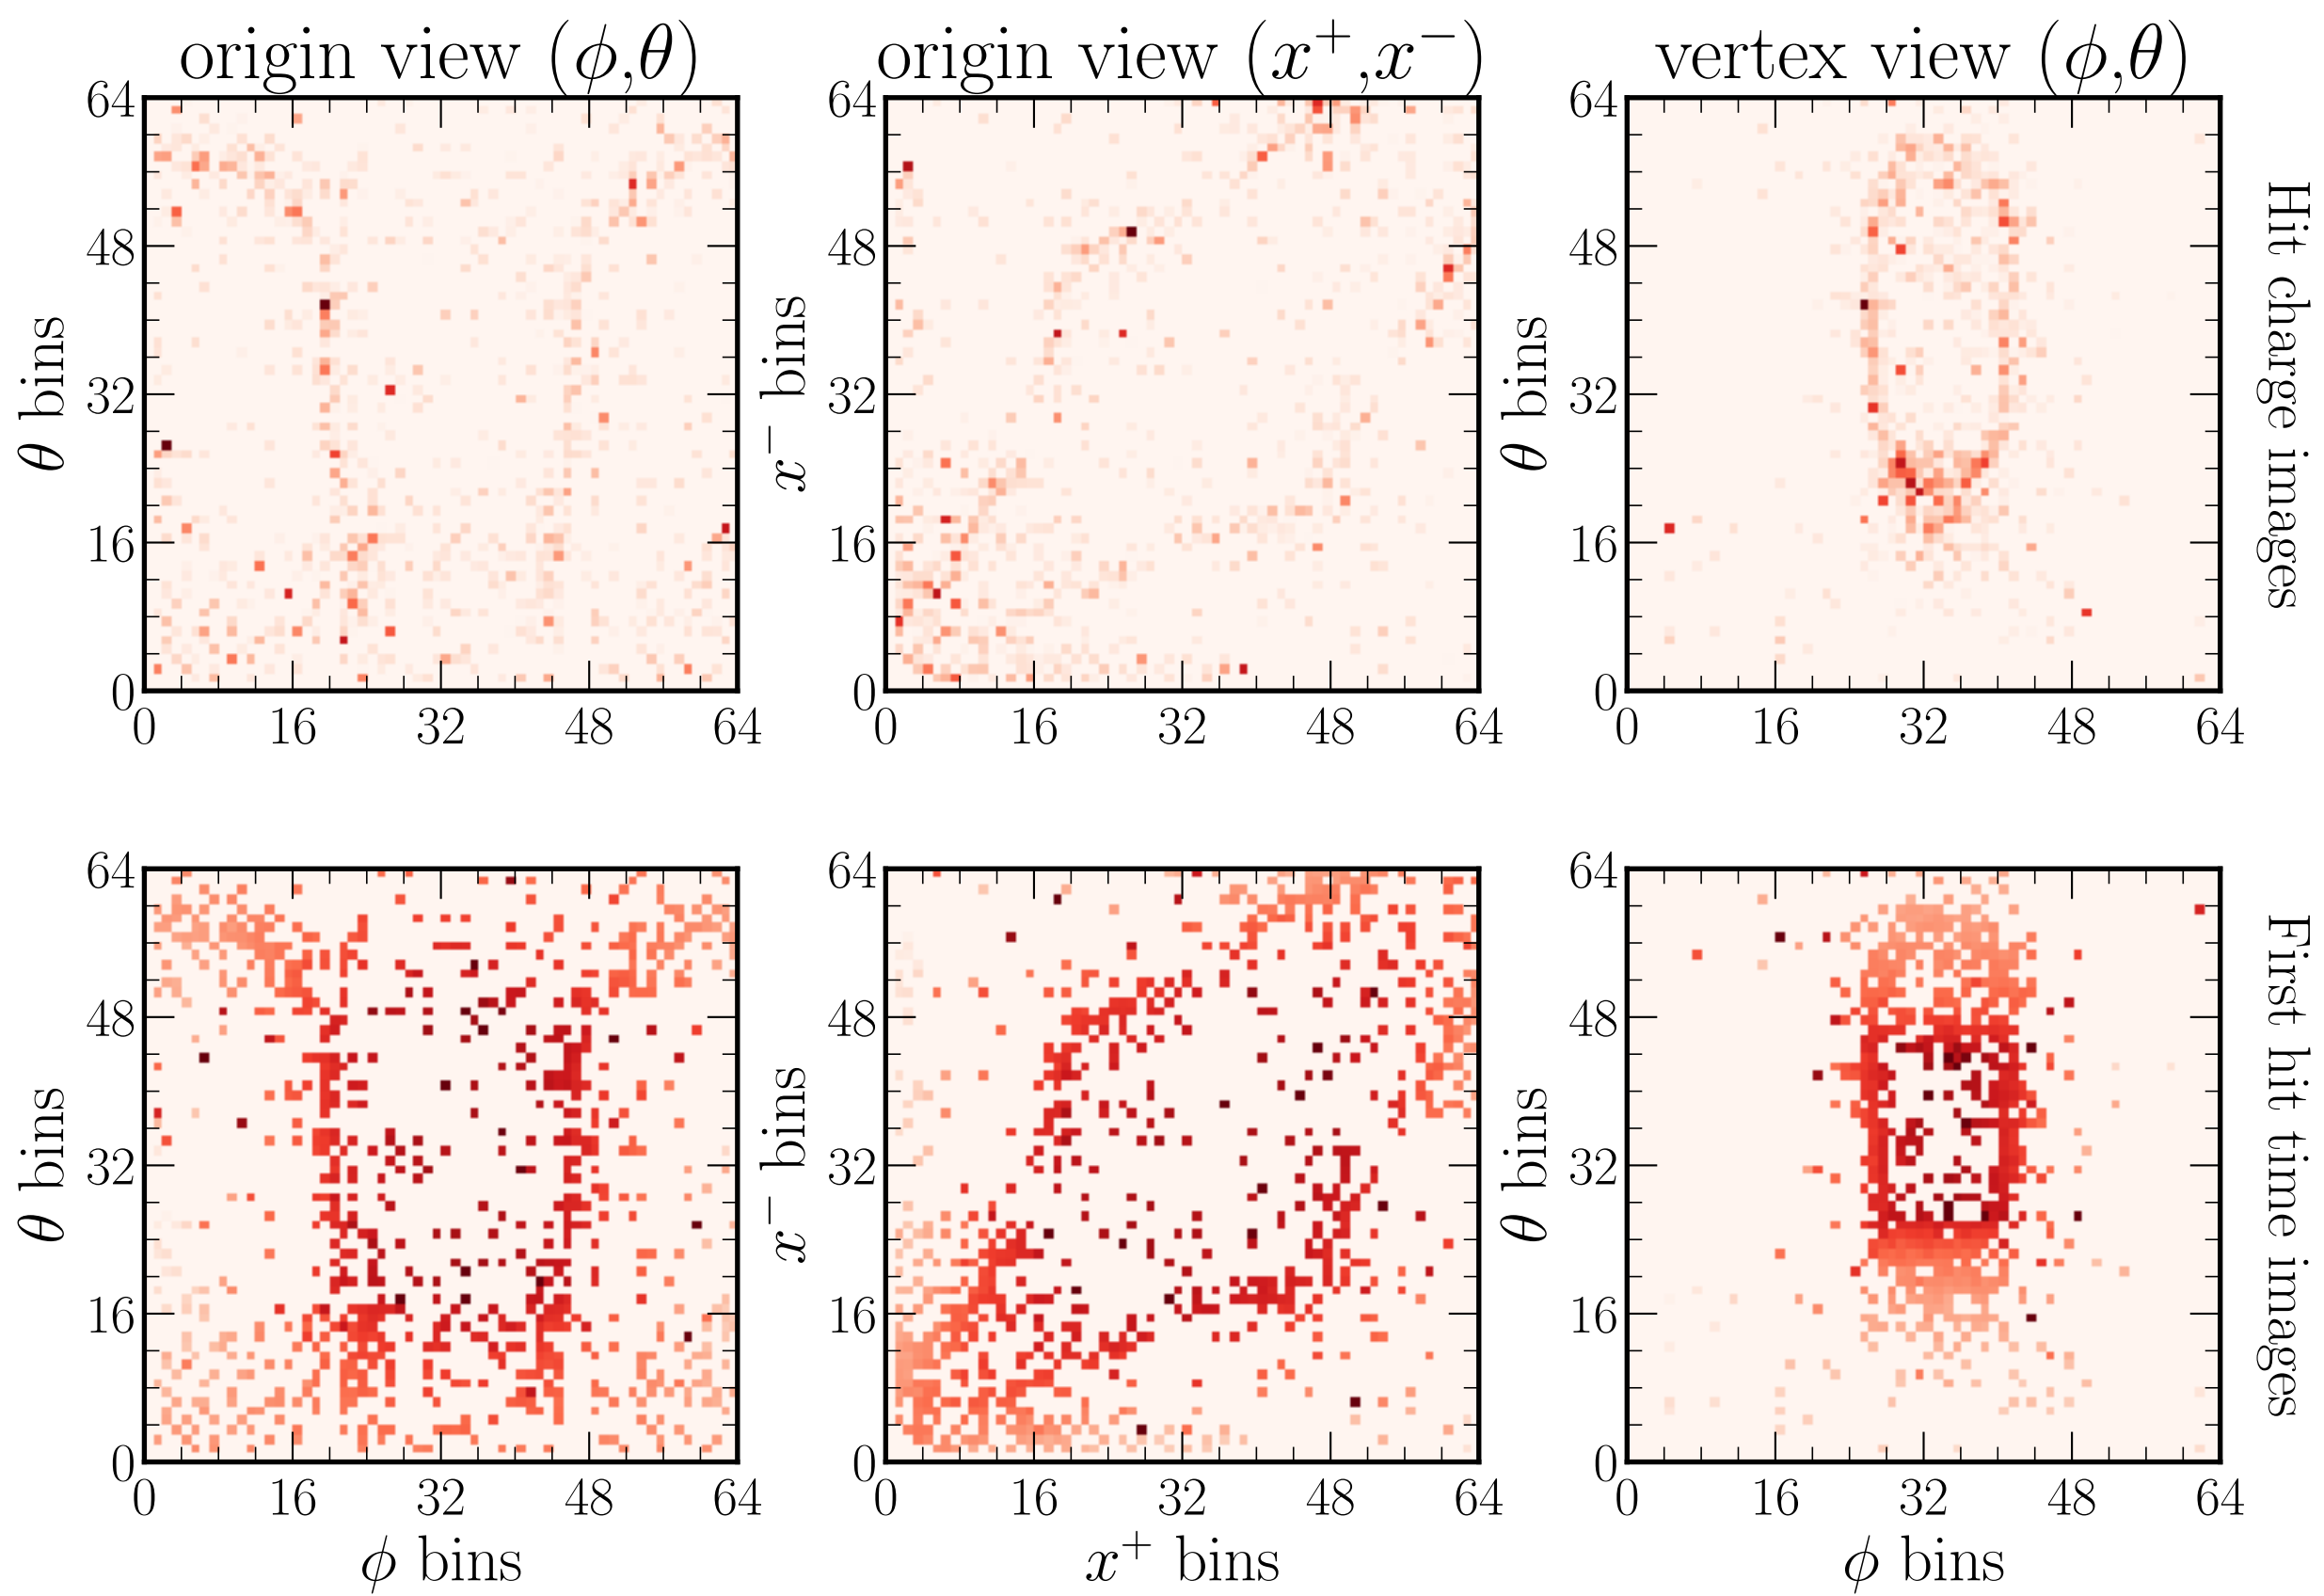 origin view (ϕ,θ)
origin view (x⁺,x⁻)
vertex view (ϕ,θ)
64
48
32
16
0
θ bins
0 16 32 48 64
64
48
32
16
0
x⁻ bins
0 16 32 48 64
64
48
32
16
0
θ bins
0 16 32 48 64
Hit charge images
64
48
32
16
0
θ bins
0 16 32 48 64
ϕ bins
64
48
32
16
0
x⁻ bins
0 16 32 48 64
x⁺ bins
64
48
32
16
0
θ bins
0 16 32 48 64
ϕ bins
First hit time images